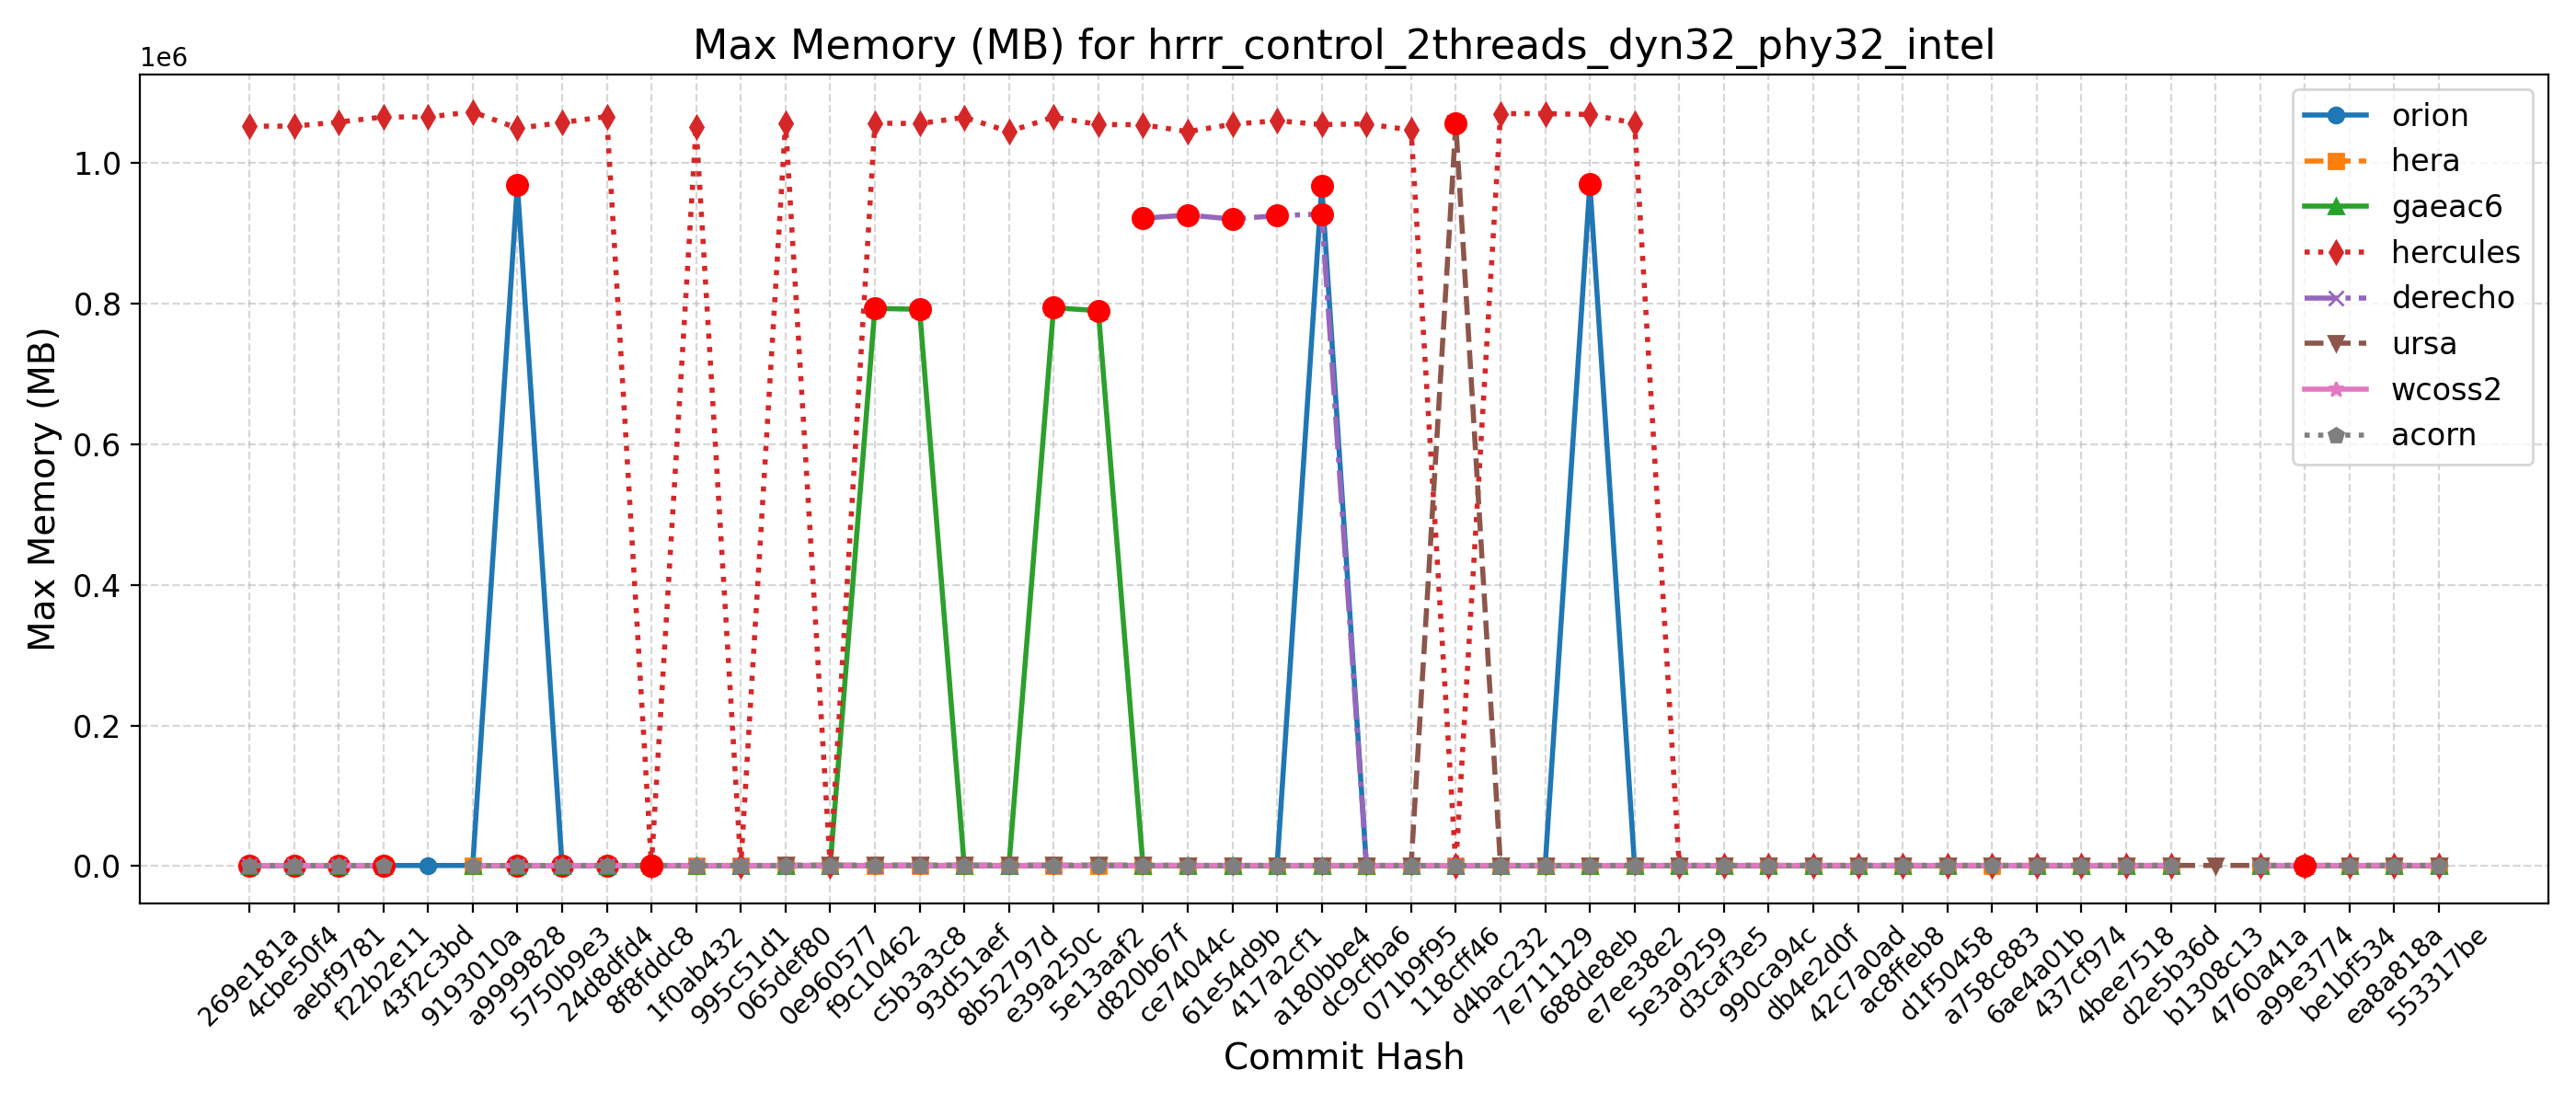 Max Memory (MB) for hrrr_control_2threads_dyn32_phy32_intel
1e6
1.0
0.8
0.6
0.4
0.2
0.0
Max Memory (MB)
orion
hera
gaeac6
hercules
derecho
ursa
wcoss2
acorn
269e181a
4cbe50f4
aebf9781
f22b2e11
43f2c3bd
9193010a
a9999828
5750b9e3
24d8dfd4
8f8fddc8
1f0ab432
995c51d1
065def80
0e960577
f9c10462
c5b3a3c8
93d51aef
8b52797d
e39a250c
5e13aaf2
d820b67f
ce74044c
61e54d9b
417a2cf1
a180bbe4
dc9cfba6
071b9f95
118cff46
d4bac232
7e711129
688de8eb
e7ee38e2
5e3a9259
d3caf3e5
990ca94c
db4e2d0f
42c7a0ad
ac8ffeb8
d1f50458
a758c883
6ae4a01b
437cf974
4bee7518
d2e5b36d
b1308c13
4760a41a
a99e3774
be1bf534
ea8a818a
553317be
Commit Hash